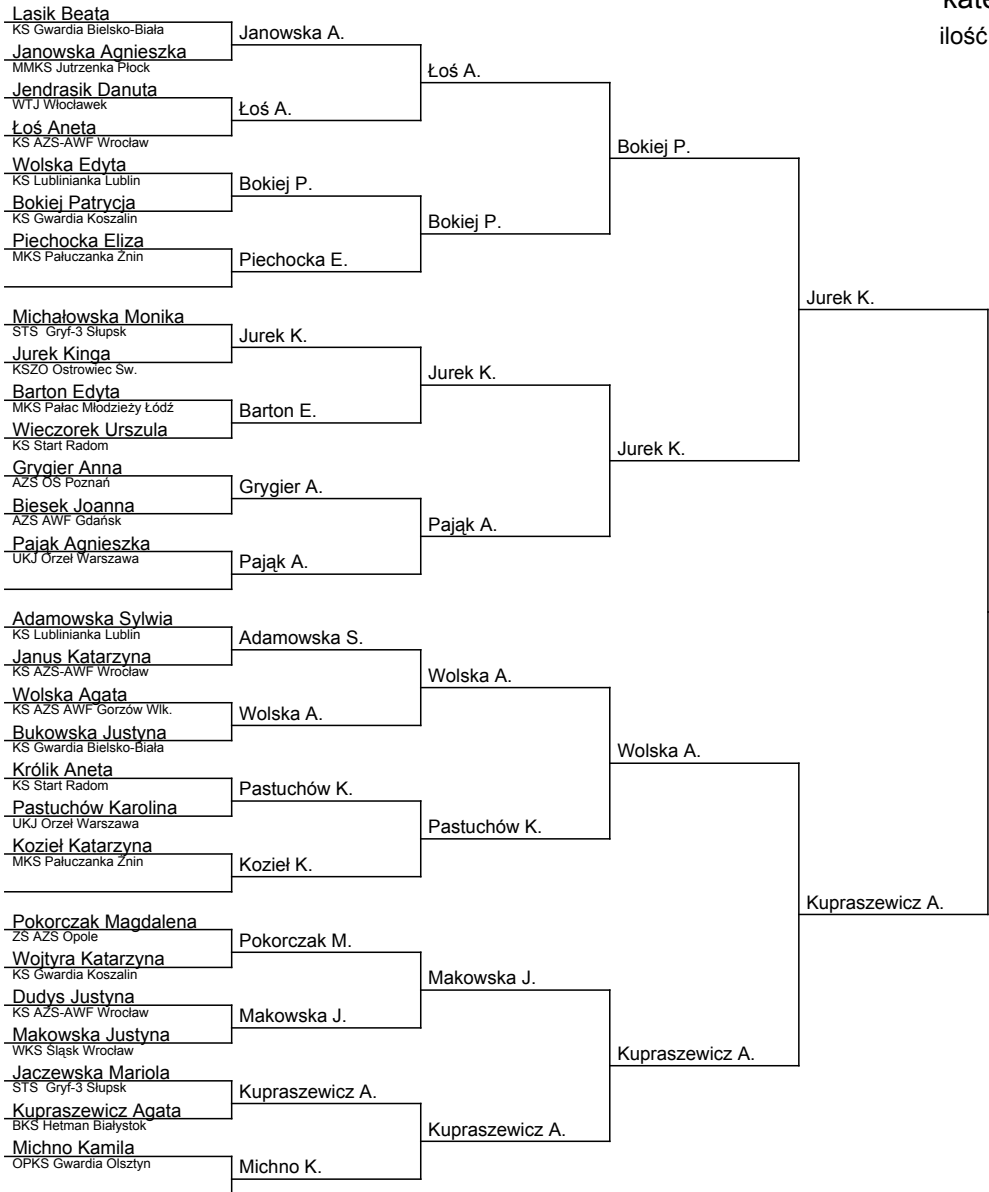 Lasik Beata
KS Gwardia Bielsko-Biała
Janowska Agnieszka
MMKS Jutrzenka Płock
Jendrasik Danuta
WTJ Włocławek
Łoś Aneta
KS AZS-AWF Wrocław
Wolska Edyta
KS Lublinianka Lublin
Bokiej Patrycja
KS Gwardia Koszalin
Piechocka Eliza
MKS Pałuczanka Żnin
Michałowska Monika
STS Gryf-3 Słupsk
Jurek Kinga
KSZO Ostrowiec Św.
Barton Edyta
MKS Pałac Młodzieży Łódź
Wieczorek Urszula
KS Start Radom
Grygier Anna
AZS OŚ Poznań
Biesek Joanna
AZS AWF Gdańsk
Pająk Agnieszka
UKJ Orzeł Warszawa
Adamowska Sylwia
KS Lublinianka Lublin
Janus Katarzyna
KS AZS-AWF Wrocław
Wolska Agata
KS AZS AWF Gorzów Wlk.
Bukowska Justyna
KS Gwardia Bielsko-Biała
Królik Aneta
KS Start Radom
Pastuchów Karolina
UKJ Orzeł Warszawa
Kozieł Katarzyna
MKS Pałuczanka Żnin
Pokorczak Magdalena
ZS AZS Opole
Wojtyra Katarzyna
KS Gwardia Koszalin
Dudys Justyna
KS AZS-AWF Wrocław
Makowska Justyna
WKS Śląsk Wrocław
Jaczewska Mariola
STS Gryf-3 Słupsk
Kupraszewicz Agata
BKS Hetman Białystok
Michno Kamila
OPKS Gwardia Olsztyn
Janowska A.
Łoś A.
Bokiej P.
Piechocka E.
Jurek K.
Barton E.
Grygier A.
Pająk A.
Adamowska S.
Wolska A.
Pastuchów K.
Kozieł K.
Pokorczak M.
Makowska J.
Kupraszewicz A.
Michno K.
Łoś A.
Bokiej P.
Jurek K.
Pająk A.
Wolska A.
Pastuchów K.
Makowska J.
Kupraszewicz A.
Bokiej P.
Jurek K.
Wolska A.
Kupraszewicz A.
Jurek K.
Kupraszewicz A.
ilość